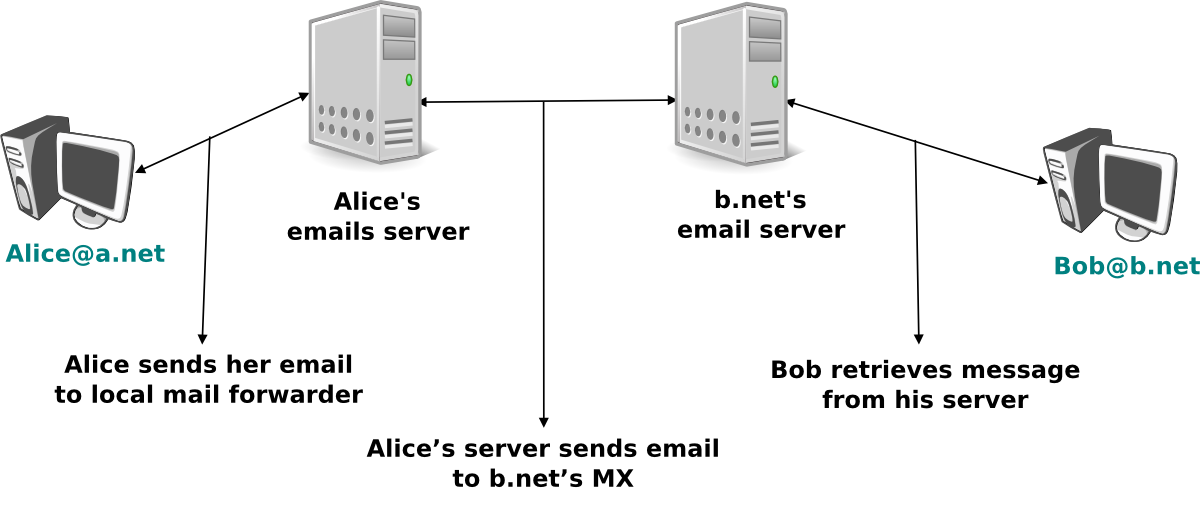 Alice's
emails server
b.net's
email server
Alice@a.net
Bob@b.net
Alice sends her email
to local mail forwarder
Bob retrieves message
from his server
Alice’s server sends email
to b.net’s MX